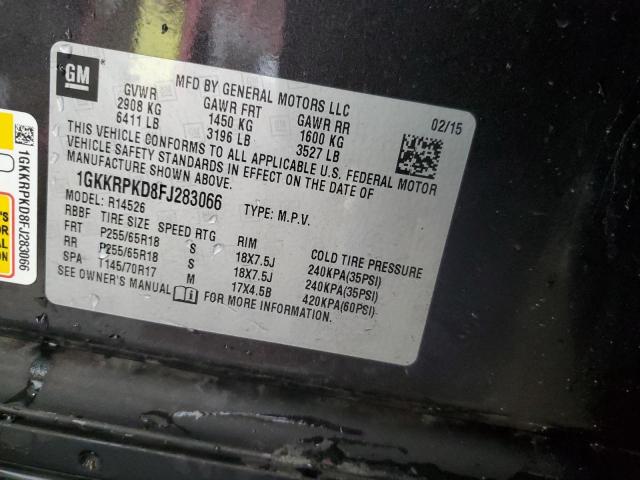 GM
MFD BY GENERAL MOTORS LLC
GVWR GAWR FRT GAWR RR
2908 KG 1450 KG 1600 KG
6411 LB 3196 LB 3527 LB
02/15
THIS VEHICLE CONFORMS TO ALL APPLICABLE U.S. FEDERAL MOTOR
VEHICLE SAFETY STANDARDS IN EFFECT ON THE DATE OF
MANUFACTURE SHOWN ABOVE.
1GKKRPKD8FJ283066 TYPE: M.P.V.
MODEL: R14526
RBBF TIRE SIZE SPEED RTG RIM COLD TIRE PRESSURE
FRT P255/65R18 S 18X7.5J 240KPA(35PSI)
RR P255/65R18 S 18X7.5J 240KPA(35PSI)
SPA T145/70R17 M 17X4.5B 420KPA(60PSI)
SEE OWNER'S MANUAL FOR MORE INFORMATION.
1GKKRPKD8FJ283066